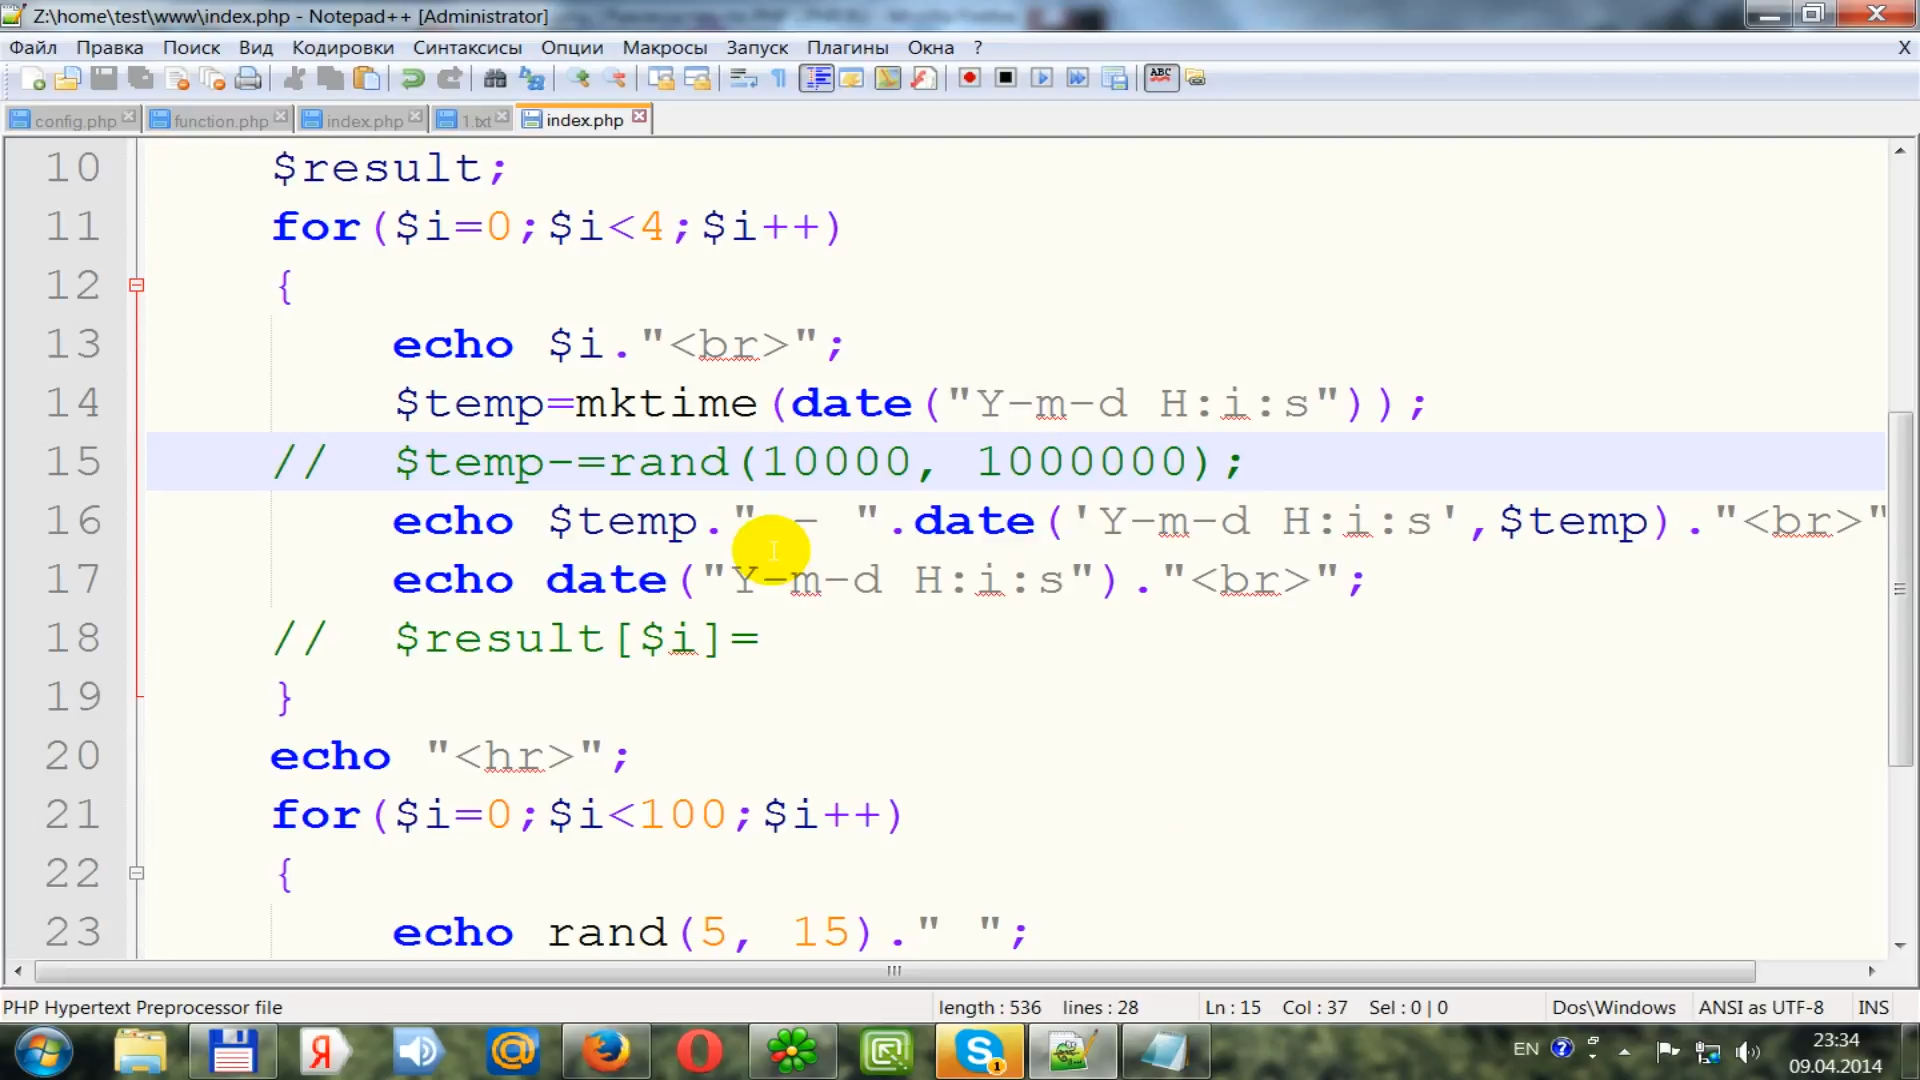 Z:\home\test\www\index.php - Notepad++ [Administrator]
Файл Правка Поиск Вид Кодировки Синтаксисы Опции Макросы Запуск Плагины Окна ? X
ABC
config.php function.php index.php 1.txt index.php
10 $result;
11 for($i=0;$i<4;$i++)
12 {
13 echo $i."<br>";
14 $temp=mktime(date("Y-m-d H:i:s"));
15 // $temp-=rand(10000, 1000000);
16 echo $temp." - ".date('Y-m-d H:i:s',$temp)."<br>"
17 echo date("Y-m-d H:i:s")."<br>";
18 // $result[$i]=
19 }
20 echo "<hr>";
21 for($i=0;$i<100;$i++)
22 {
23 echo rand(5, 15)." ";
PHP Hypertext Preprocessor file length : 536 lines : 28 Ln : 15 Col : 37 Sel : 0 | 0 Dos\Windows ANSI as UTF-8 INS
EN 23:34
09.04.2014